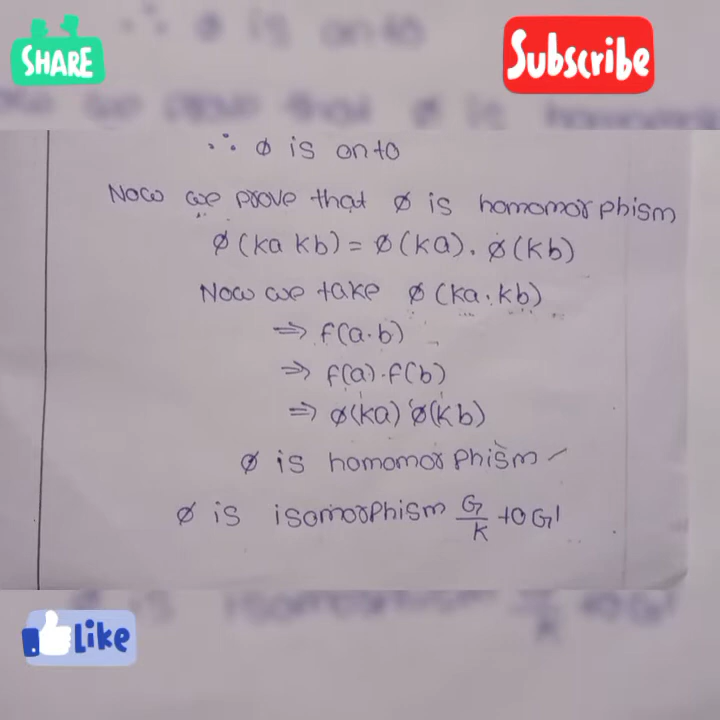 SHARE
Subscribe
∴ ϕ is onto
Now we prove that ϕ is homomorphism
ϕ(ka kb) = ϕ(ka). ϕ(kb)
Now we take ϕ(ka.kb)
⇒ f(a.b)
⇒ f(a).f(b)
⇒ ϕ(ka) ϕ(kb)
ϕ is homomorphism
ϕ is isomorphism G/K to G'
Like